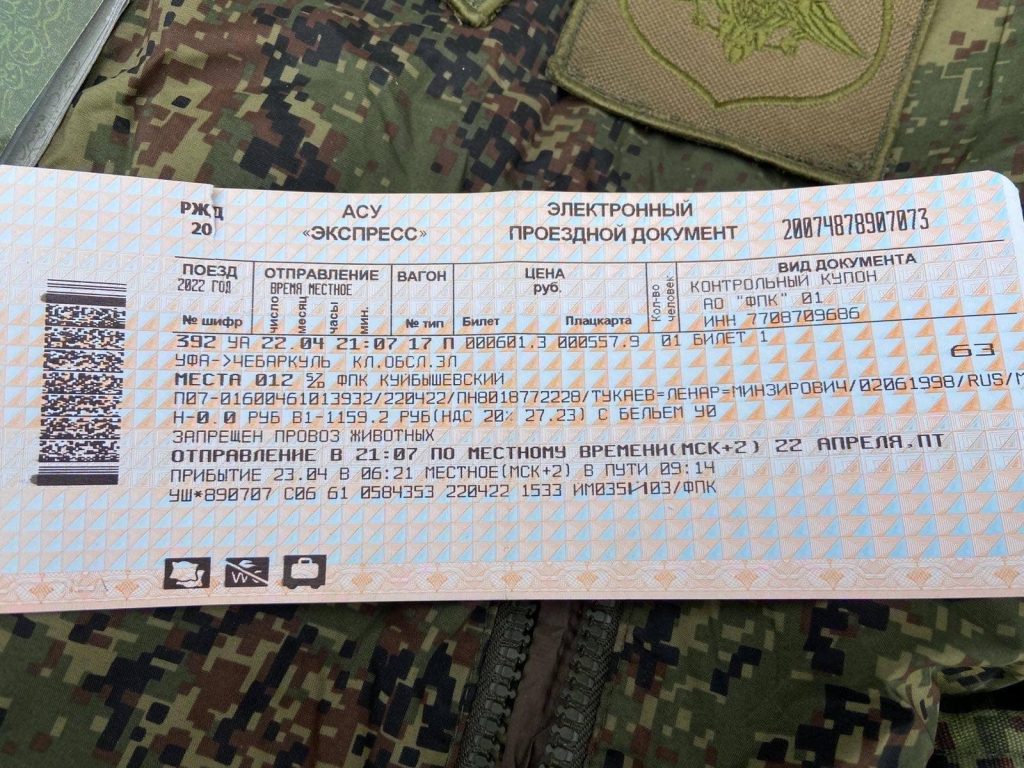 РЖД АСУ ЭЛЕКТРОННЫЙ 20074878907073
20 «ЭКСПРЕСС» ПРОЕЗДНОЙ ДОКУМЕНТ
ПОЕЗД ОТПРАВЛЕНИЕ ВАГОН ЦЕНА Кол-во человек ВИД ДОКУМЕНТА
2022 ГОД ВРЕМЯ МЕСТНОЕ руб. КОНТРОЛЬНЫЙ КУПОН
число месяц часы мин. АО "ФПК" 01
№ шифр № тип Билет Плацкарта ИНН 7708709686
392 УА 22.04 21:07 17 П 000601.3 000557.9 01 БИЛЕТ 1
УФА->ЧЕБАРКУЛЬ КЛ.ОБСЛ.3Л 63
МЕСТА 012 ФПК КУЙБЫШЕВСКИЙ
П07-01600461013932/220422/ПН8018772228/ТУКАЕВ=ЛЕНАР=МИНЗИРОВИЧ/02061998/RUS/М
Н-0.0 РУБ В1-1159.2 РУБ(НДС 20% 27.23) С БЕЛЬЕМ У0
ЗАПРЕЩЕН ПРОВОЗ ЖИВОТНЫХ
ОТПРАВЛЕНИЕ В 21:07 ПО МЕСТНОМУ ВРЕМЕНИ(МСК+2) 22 АПРЕЛЯ.ПТ
ПРИБЫТИЕ 23.04 В 06:21 МЕСТНОЕ(МСК+2) В ПУТИ 09:14
УШ*890707 С06 61 0584353 220422 1533